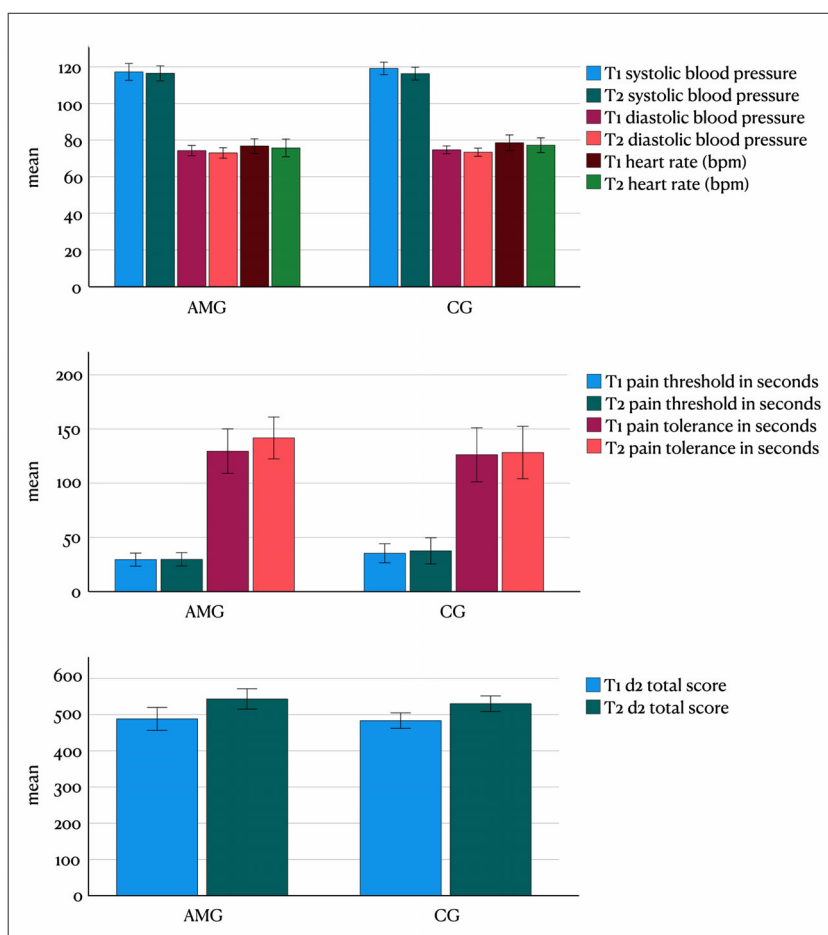 120
100
80
60
40
20
0
mean
AMG
CG
T1 systolic blood pressure
T2 systolic blood pressure
T1 diastolic blood pressure
T2 diastolic blood pressure
T1 heart rate (bpm)
T2 heart rate (bpm)
200
150
100
50
0
mean
AMG
CG
T1 pain threshold in seconds
T2 pain threshold in seconds
T1 pain tolerance in seconds
T2 pain tolerance in seconds
600
500
400
300
200
100
0
mean
AMG
CG
T1 d2 total score
T2 d2 total score